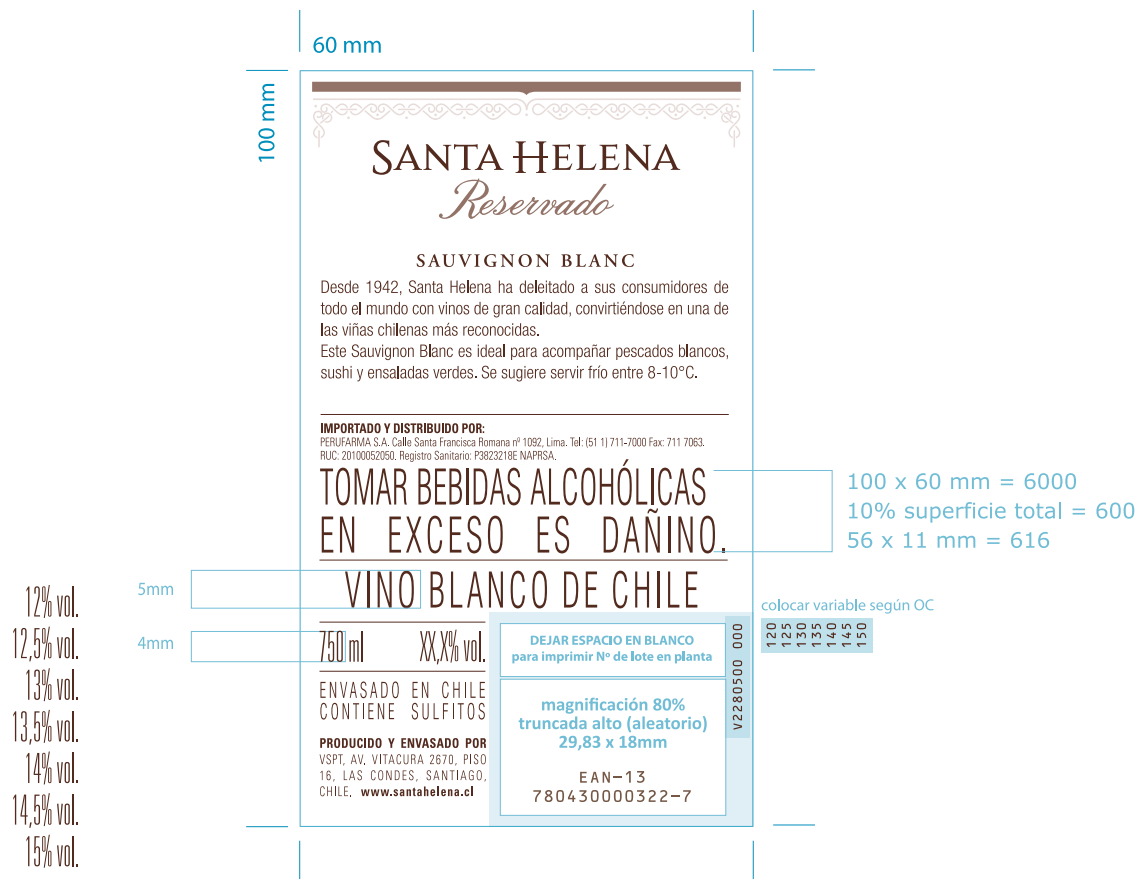 60 mm
100 mm
SANTA HELENA
Reservado
SAUVIGNON BLANC
Desde 1942, Santa Helena ha deleitado a sus consumidores de
todo el mundo con vinos de gran calidad, convirtiéndose en una de
las viñas chilenas más reconocidas.
Este Sauvignon Blanc es ideal para acompañar pescados blancos,
sushi y ensaladas verdes. Se sugiere servir frío entre 8-10°C.
IMPORTADO Y DISTRIBUIDO POR:
PERUFARMA S.A. Calle Santa Francisca Romana nº 1092, Lima. Tel: (51 1) 711-7000 Fax: 711 7063.
RUC: 20100052050. Registro Sanitario: P3823218E NAPRSA.
TOMAR BEBIDAS ALCOHÓLICAS
EN EXCESO ES DAÑINO.
100 x 60 mm = 6000
10% superficie total = 600
56 x 11 mm = 616
VINO BLANCO DE CHILE
5mm
4mm
750 ml XX,X% vol.
ENVASADO EN CHILE
CONTIENE SULFITOS
PRODUCIDO Y ENVASADO POR
VSPT, AV. VITACURA 2670, PISO
16, LAS CONDES, SANTIAGO,
CHILE. www.santahelena.cl
DEJAR ESPACIO EN BLANCO
para imprimir Nº de lote en planta
magnificación 80%
truncada alto (aleatorio)
29,83 x 18mm
EAN-13
780430000322-7
V2280500 000
colocar variable según OC
120
125
130
135
140
145
150
12% vol.
12,5% vol.
13% vol.
13,5% vol.
14% vol.
14,5% vol.
15% vol.